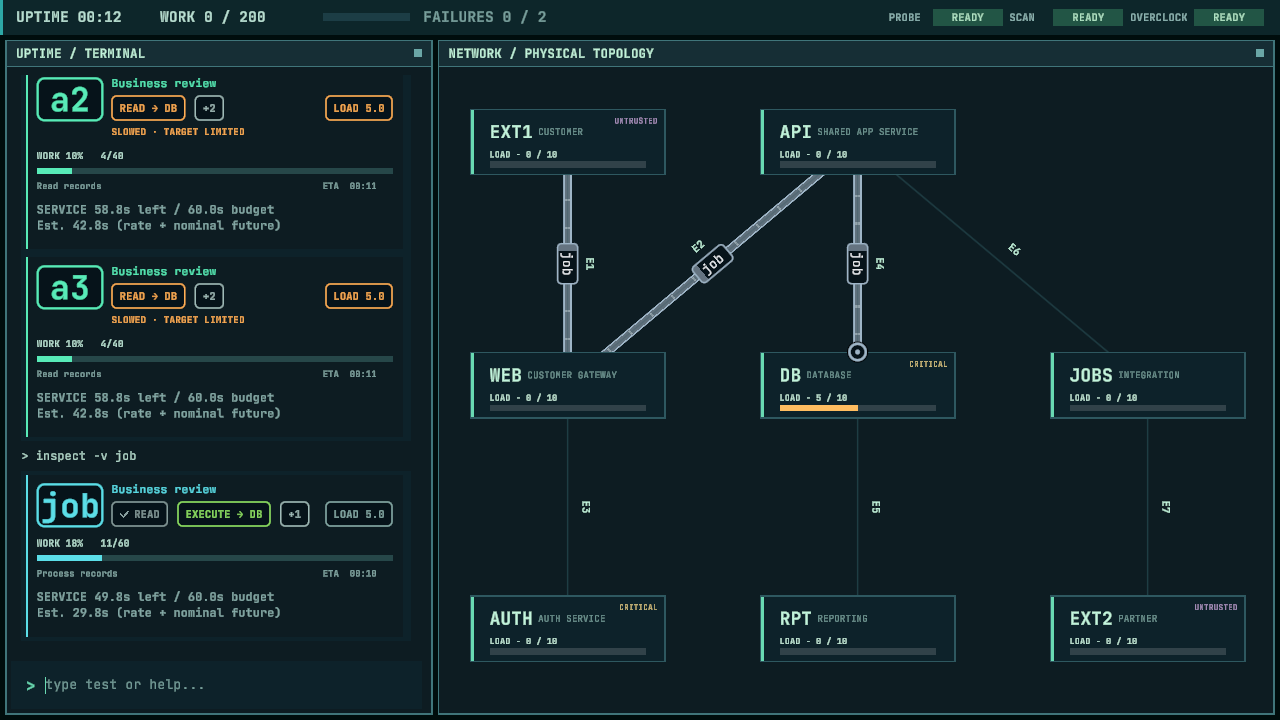 UPTIME 00:12 WORK 0 / 200 FAILURES 0 / 2 PROBE READY SCAN READY OVERCLOCK READY
UPTIME / TERMINAL
a2 Business review
READ → DB +2 LOAD 5.0
SLOWED · TARGET LIMITED
WORK 10% 4/40
Read records ETA 00:11
SERVICE 58.8s left / 60.0s budget
Est. 42.8s (rate + nominal future)
a3 Business review
READ → DB +2 LOAD 5.0
SLOWED · TARGET LIMITED
WORK 10% 4/40
Read records ETA 00:11
SERVICE 58.8s left / 60.0s budget
Est. 42.8s (rate + nominal future)
> inspect -v job
job Business review
✓ READ EXECUTE → DB +1 LOAD 5.0
WORK 18% 11/60
Process records ETA 00:10
SERVICE 49.8s left / 60.0s budget
Est. 29.8s (rate + nominal future)
> type test or help...
NETWORK / PHYSICAL TOPOLOGY
UNTRUSTED
EXT1 CUSTOMER
LOAD - 0 / 10
API SHARED APP SERVICE
LOAD - 0 / 10
job E1
E2 job
job E4
E6
WEB CUSTOMER GATEWAY
LOAD - 0 / 10
CRITICAL
DB DATABASE
LOAD - 5 / 10
JOBS INTEGRATION
LOAD - 0 / 10
E3
E5
E7
CRITICAL
AUTH AUTH SERVICE
LOAD - 0 / 10
RPT REPORTING
LOAD - 0 / 10
UNTRUSTED
EXT2 PARTNER
LOAD - 0 / 10